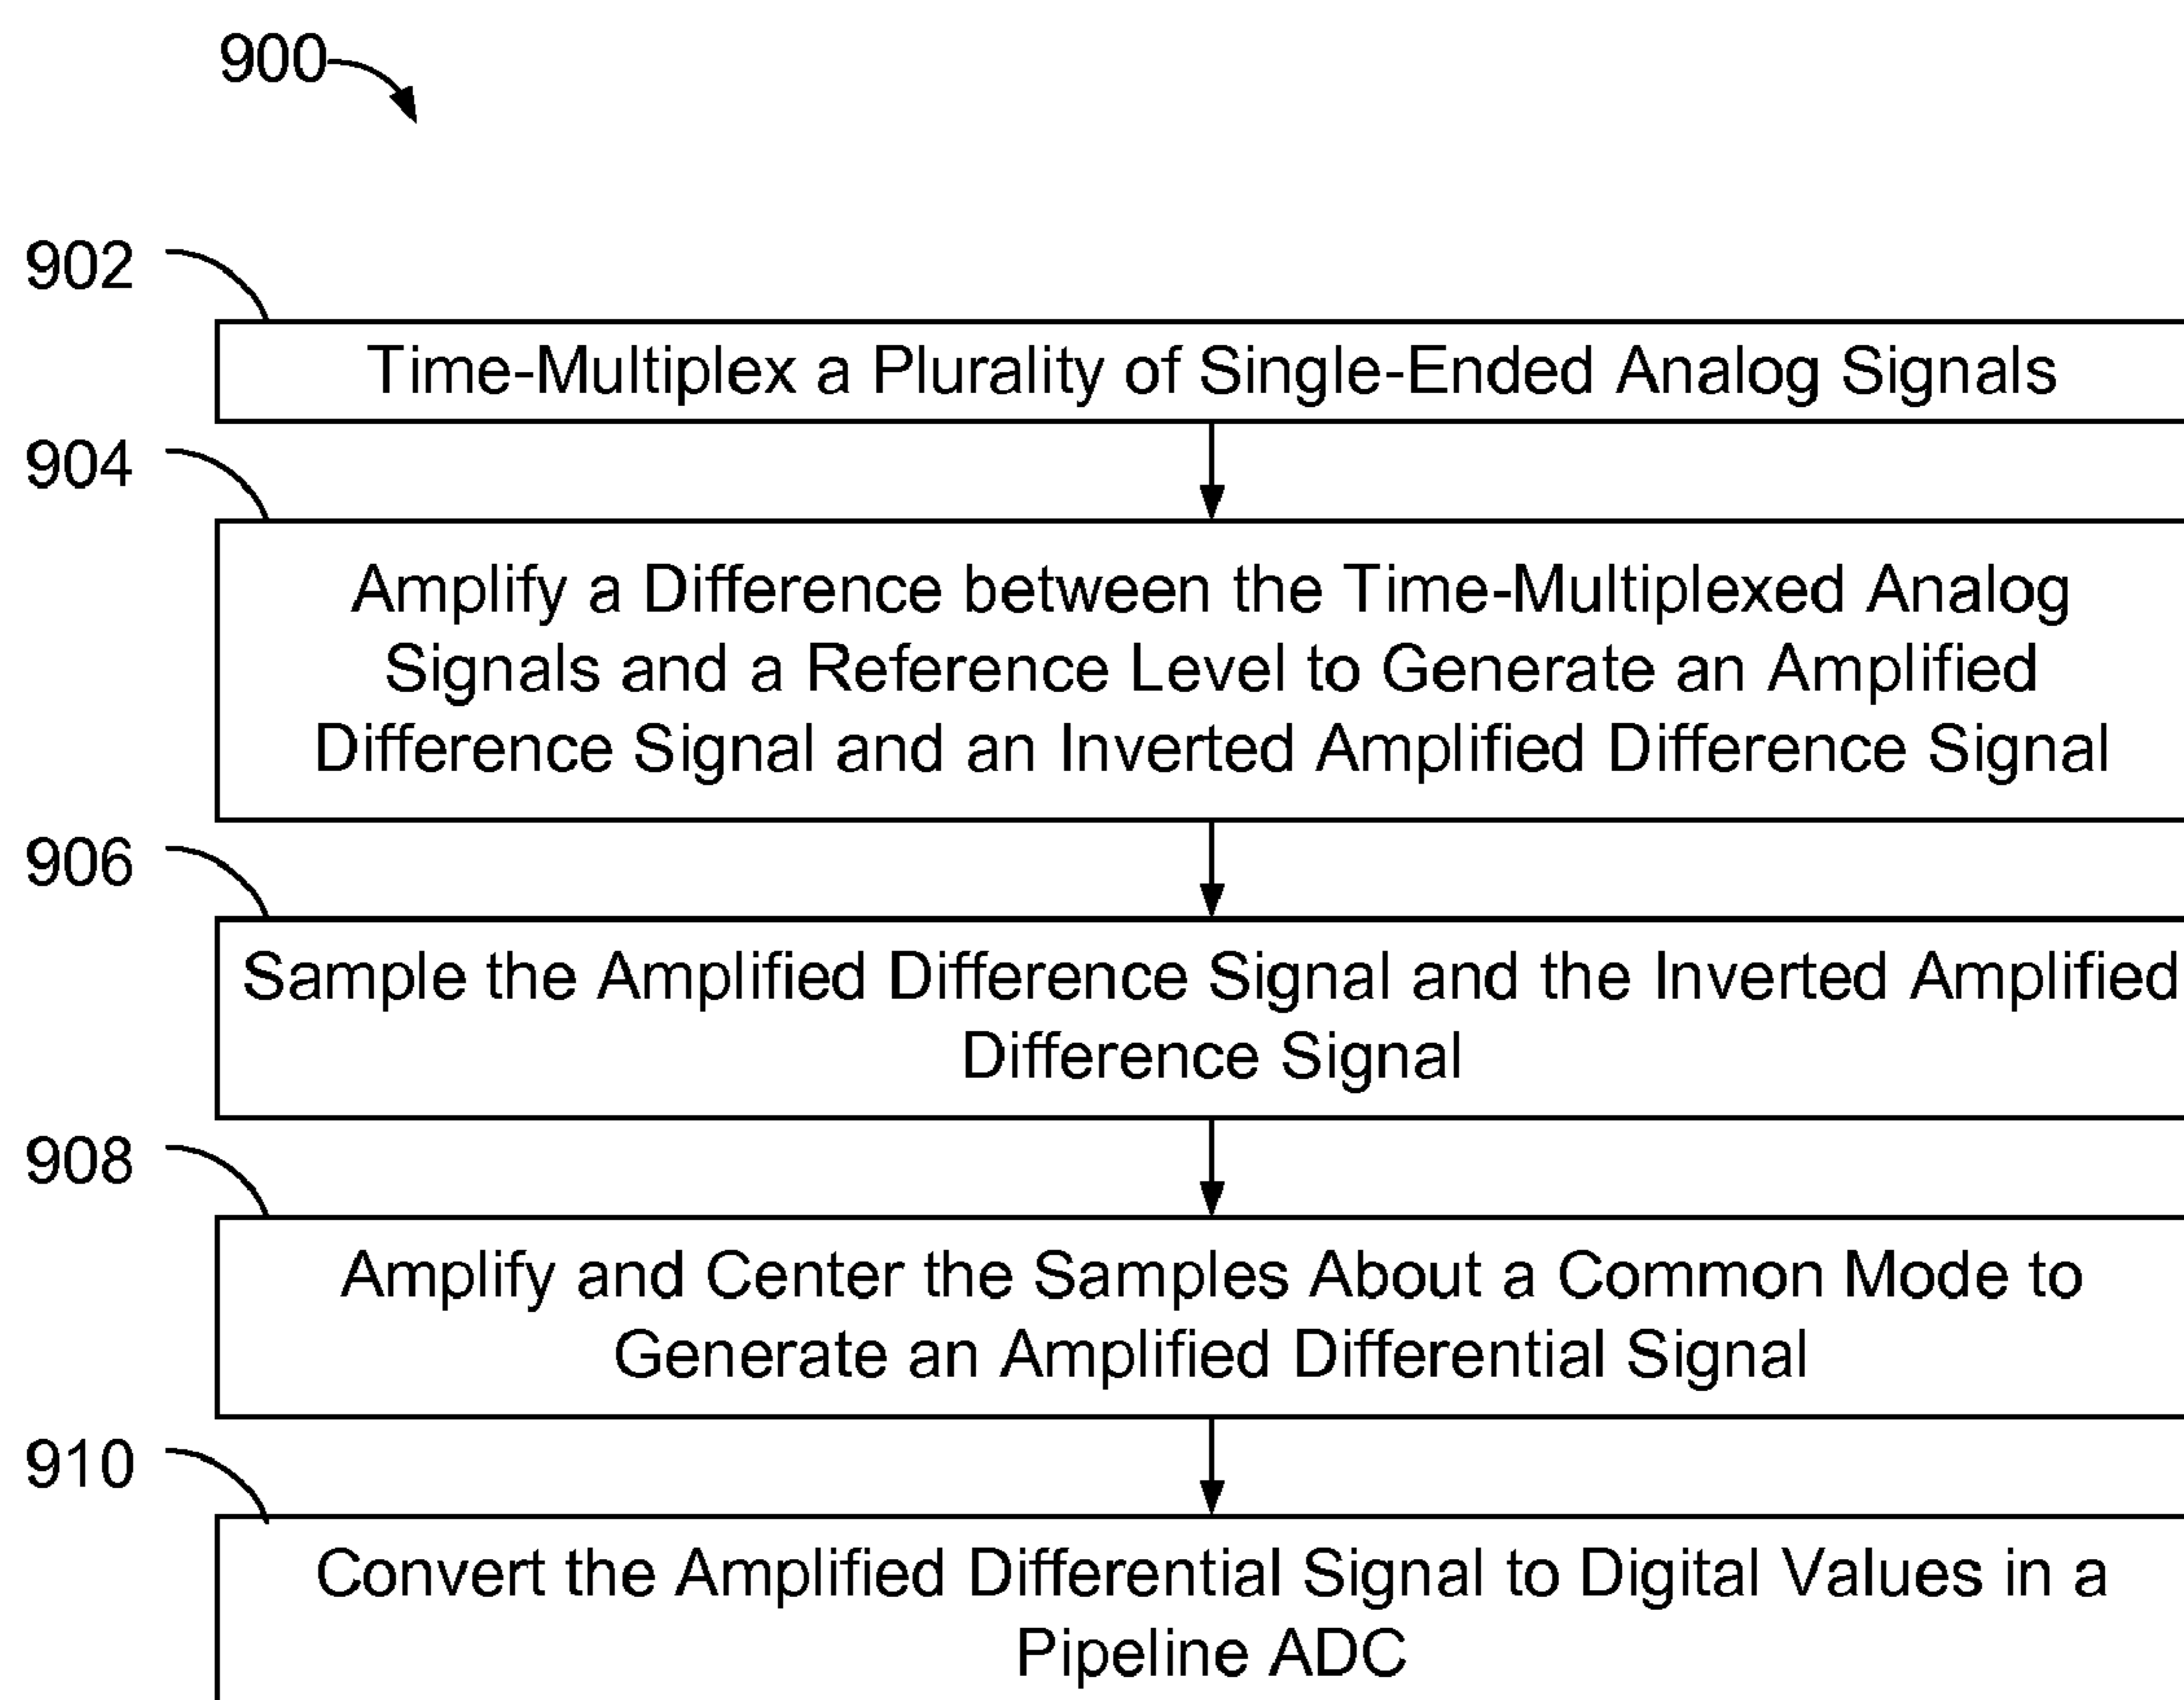 900
902
Time-Multiplex a Plurality of Single-Ended Analog Signals
904
Amplify a Difference between the Time-Multiplexed Analog
Signals and a Reference Level to Generate an Amplified
Difference Signal and an Inverted Amplified Difference Signal
906
Sample the Amplified Difference Signal and the Inverted Amplified
Difference Signal
908
Amplify and Center the Samples About a Common Mode to
Generate an Amplified Differential Signal
910
Convert the Amplified Differential Signal to Digital Values in a
Pipeline ADC